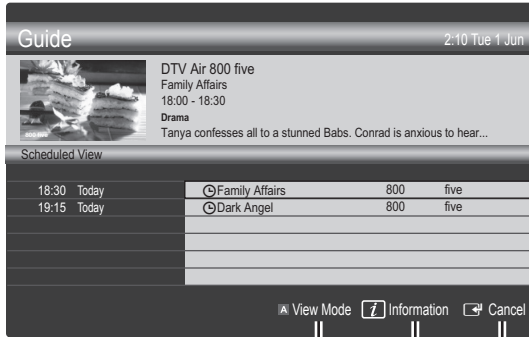 Guide
2:10 Tue 1 Jun
DTV Air 800 five
Family Affairs
18:00 - 18:30
Drama
Tanya confesses all to a stunned Babs. Conrad is anxious to hear...
800 five
Scheduled View
18:30 Today Family Affairs 800 five
19:15 Today Dark Angel 800 five
A View Mode i Information Cancel